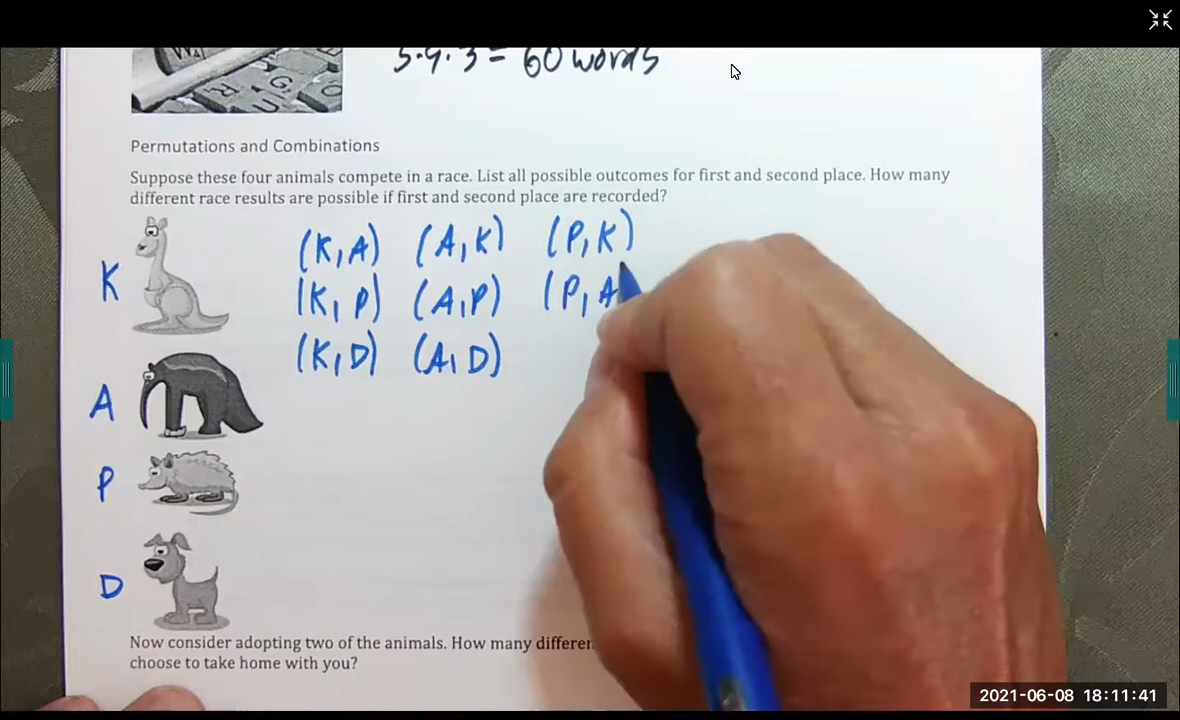 5.4.3 = 60 words
Permutations and Combinations
Suppose these four animals compete in a race. List all possible outcomes for first and second place. How many
different race results are possible if first and second place are recorded?
K
(K,A) (A,K) (P,K)
(K,P) (A,P) (P,A
(K,D) (A,D)
A
P
D
Now consider adopting two of the animals. How many
choose to take home with you?
2021-06-08 18:11:41